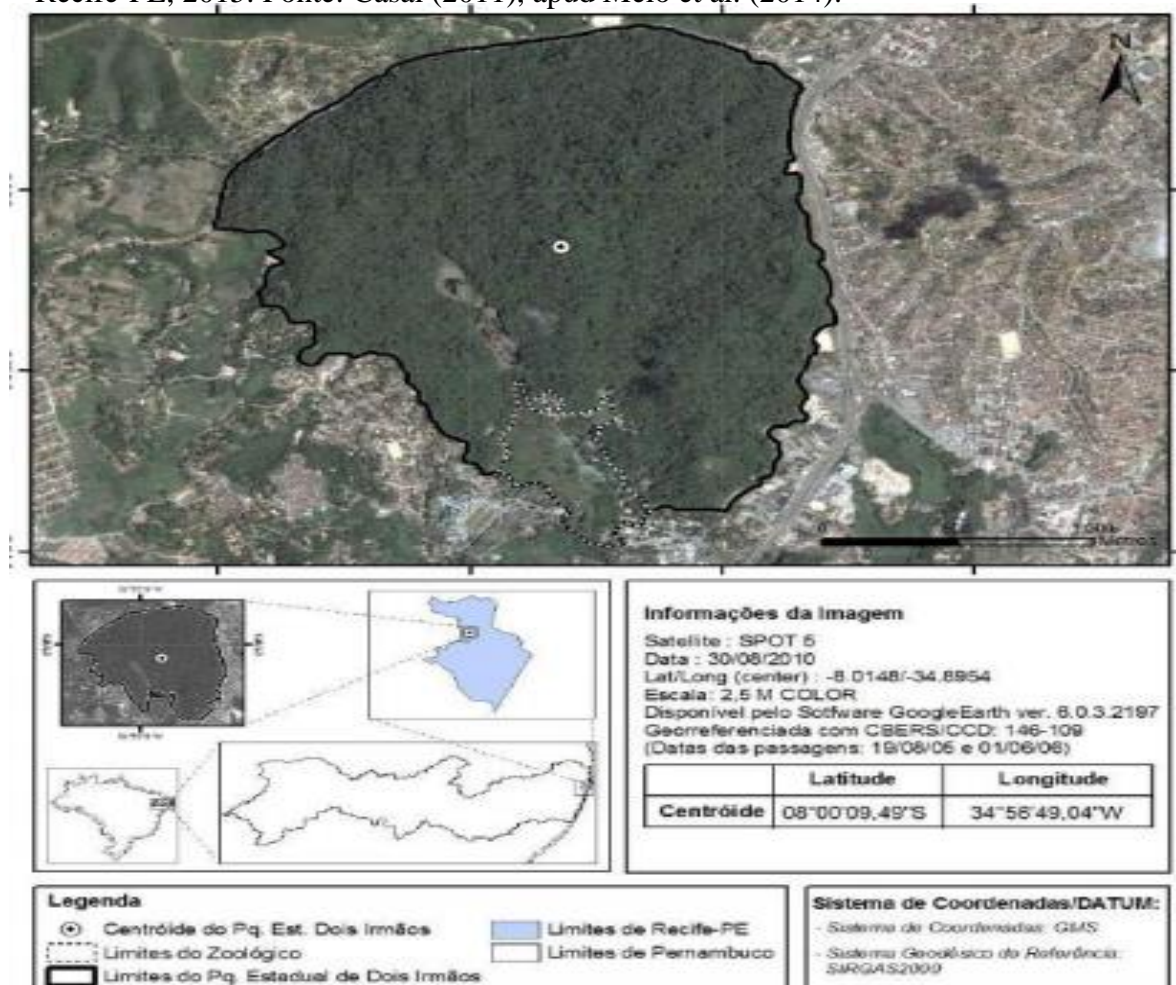 Recife-PE, 2015. Fonte: Casal (2011), apud Melo et al. (2014).
N
Metros
Informações da Imagem
Satellite : SPOT 5
Data : 30/08/2010
Lat/Long (center) : -8.0148/-34.8954
Escala: 2,5 M COLOR
Disponível pelo Sotfware GoogleEarth ver. 6.0.3.2197
Georreferenciada com CBERS/CCD: 146-109
(Datas das passagens: 19/08/05 e 01/06/06)
Latitude Longitude
Centróide 08°00'09,49"S 34°56'49,04"W
Legenda
Centróide do Pq. Est. Dois Irmãos
Limites do Zoológico
Limites do Pq. Estadual de Dois Irmãos
Limites de Recife-PE
Limites de Pernambuco
Sistema de Coordenadas/DATUM:
- Sistema de Coordenadas: GMS
- Sistema Geodésico de Referência:
SIRGAS2000